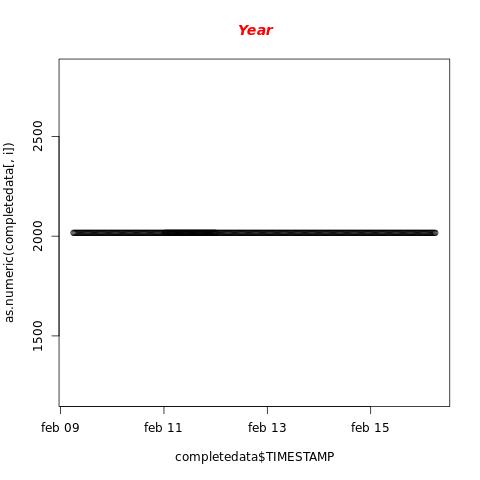 Year
as.numeric(completedata[, i])
2500
2000
1500
feb 09
feb 11
feb 13
feb 15
completedata$TIMESTAMP